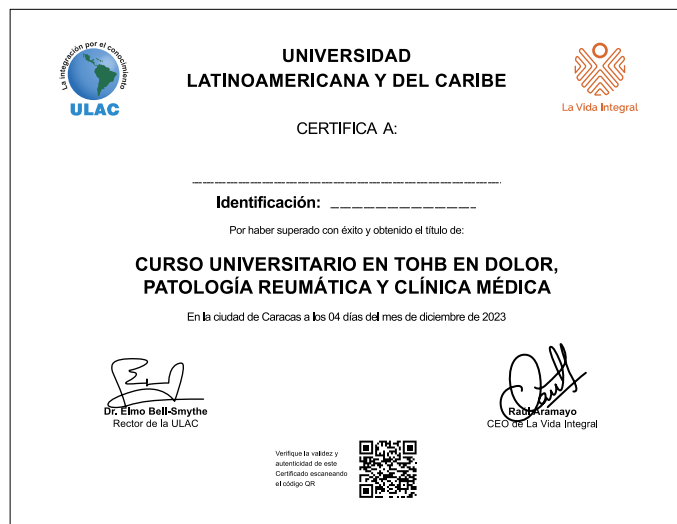 La integración por el conocimiento
ULAC
UNIVERSIDAD
LATINOAMERICANA Y DEL CARIBE
La Vida Integral
CERTIFICA A:
Identificación:
Por haber superado con éxito y obtenido el título de:
CURSO UNIVERSITARIO EN TOHB EN DOLOR,
PATOLOGÍA REUMÁTICA Y CLÍNICA MÉDICA
En la ciudad de Caracas a los 04 días del mes de diciembre de 2023
Dr. Elmo Bell-Smythe
Rector de la ULAC
Raúl Aramayo
CEO de La Vida Integral
Verifique la validez y
autenticidad de este
Certificado escaneando
el código QR